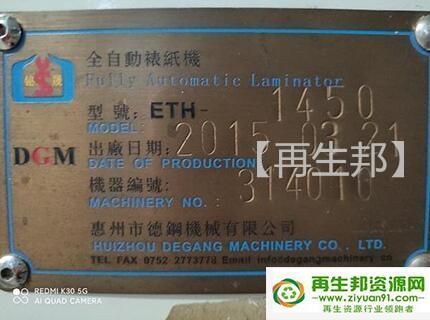 全自動裱紙機
Fully Automatic Laminator
型號: ETH-1450
MODEL:
出廠日期: 2015.03.21
DATE OF PRODUCTION
DGM
機器編號: 314010
MACHINERY NO.:
【再生邦】
惠州市德鋼機械有限公司
HUIZHOU DEGANG MACHINERY CO., LTD.
TEL FAX 0752 2773778 Email info@degangmachinery cn
REDMI K30 5G
AI QUAD CAMERA
再生邦资源网
www.ziyuan91.com
资源再生行业领跑者